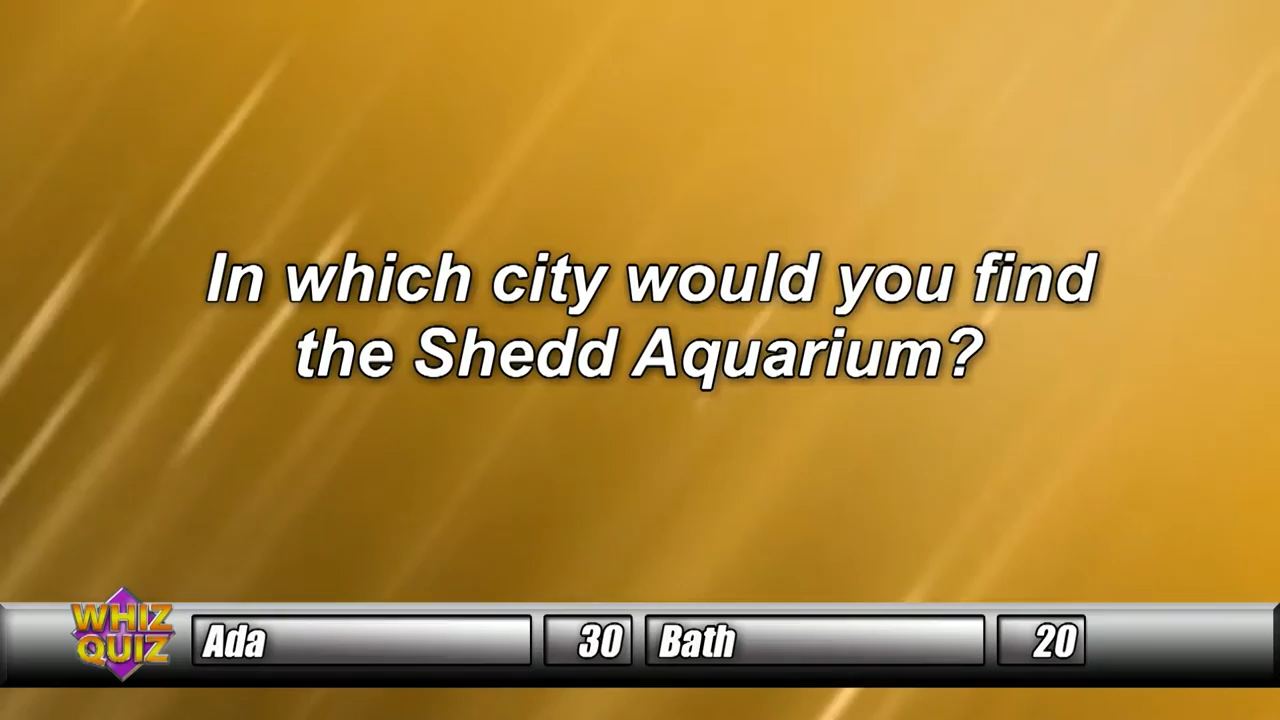 In which city would you find
the Shedd Aquarium?
WHIZ
QUIZ
Ada 30 Bath 20